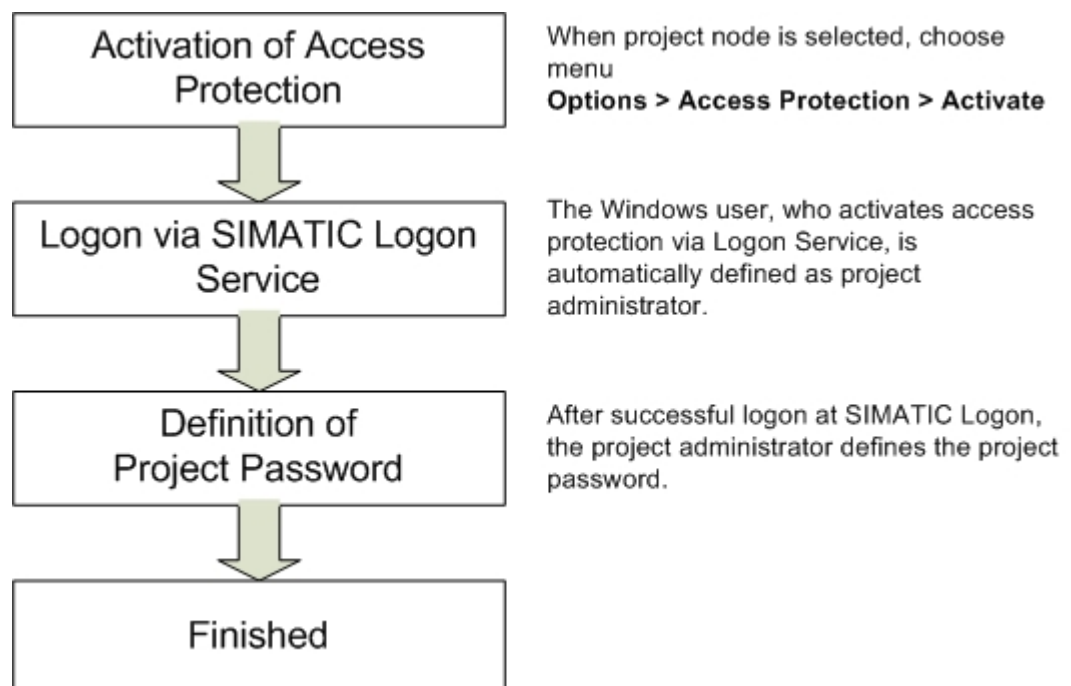 Activation of Access
Protection
When project node is selected, choose
menu
Options > Access Protection > Activate
Logon via SIMATIC Logon
Service
The Windows user, who activates access
protection via Logon Service, is
automatically defined as project
administrator.
Definition of
Project Password
After successful logon at SIMATIC Logon,
the project administrator defines the project
password.
Finished